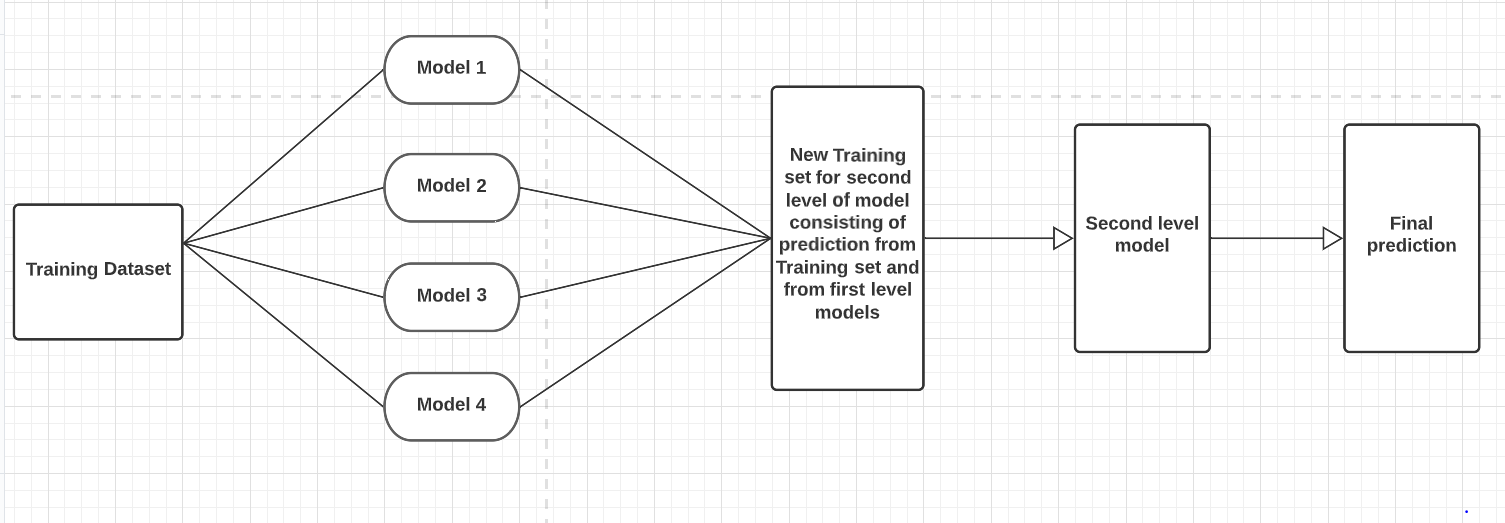 Training Dataset
Model 1
Model 2
Model 3
Model 4
New Training
set for second
level of model
consisting of
prediction from
Training set and
from first level
models
Second level
model
Final
prediction